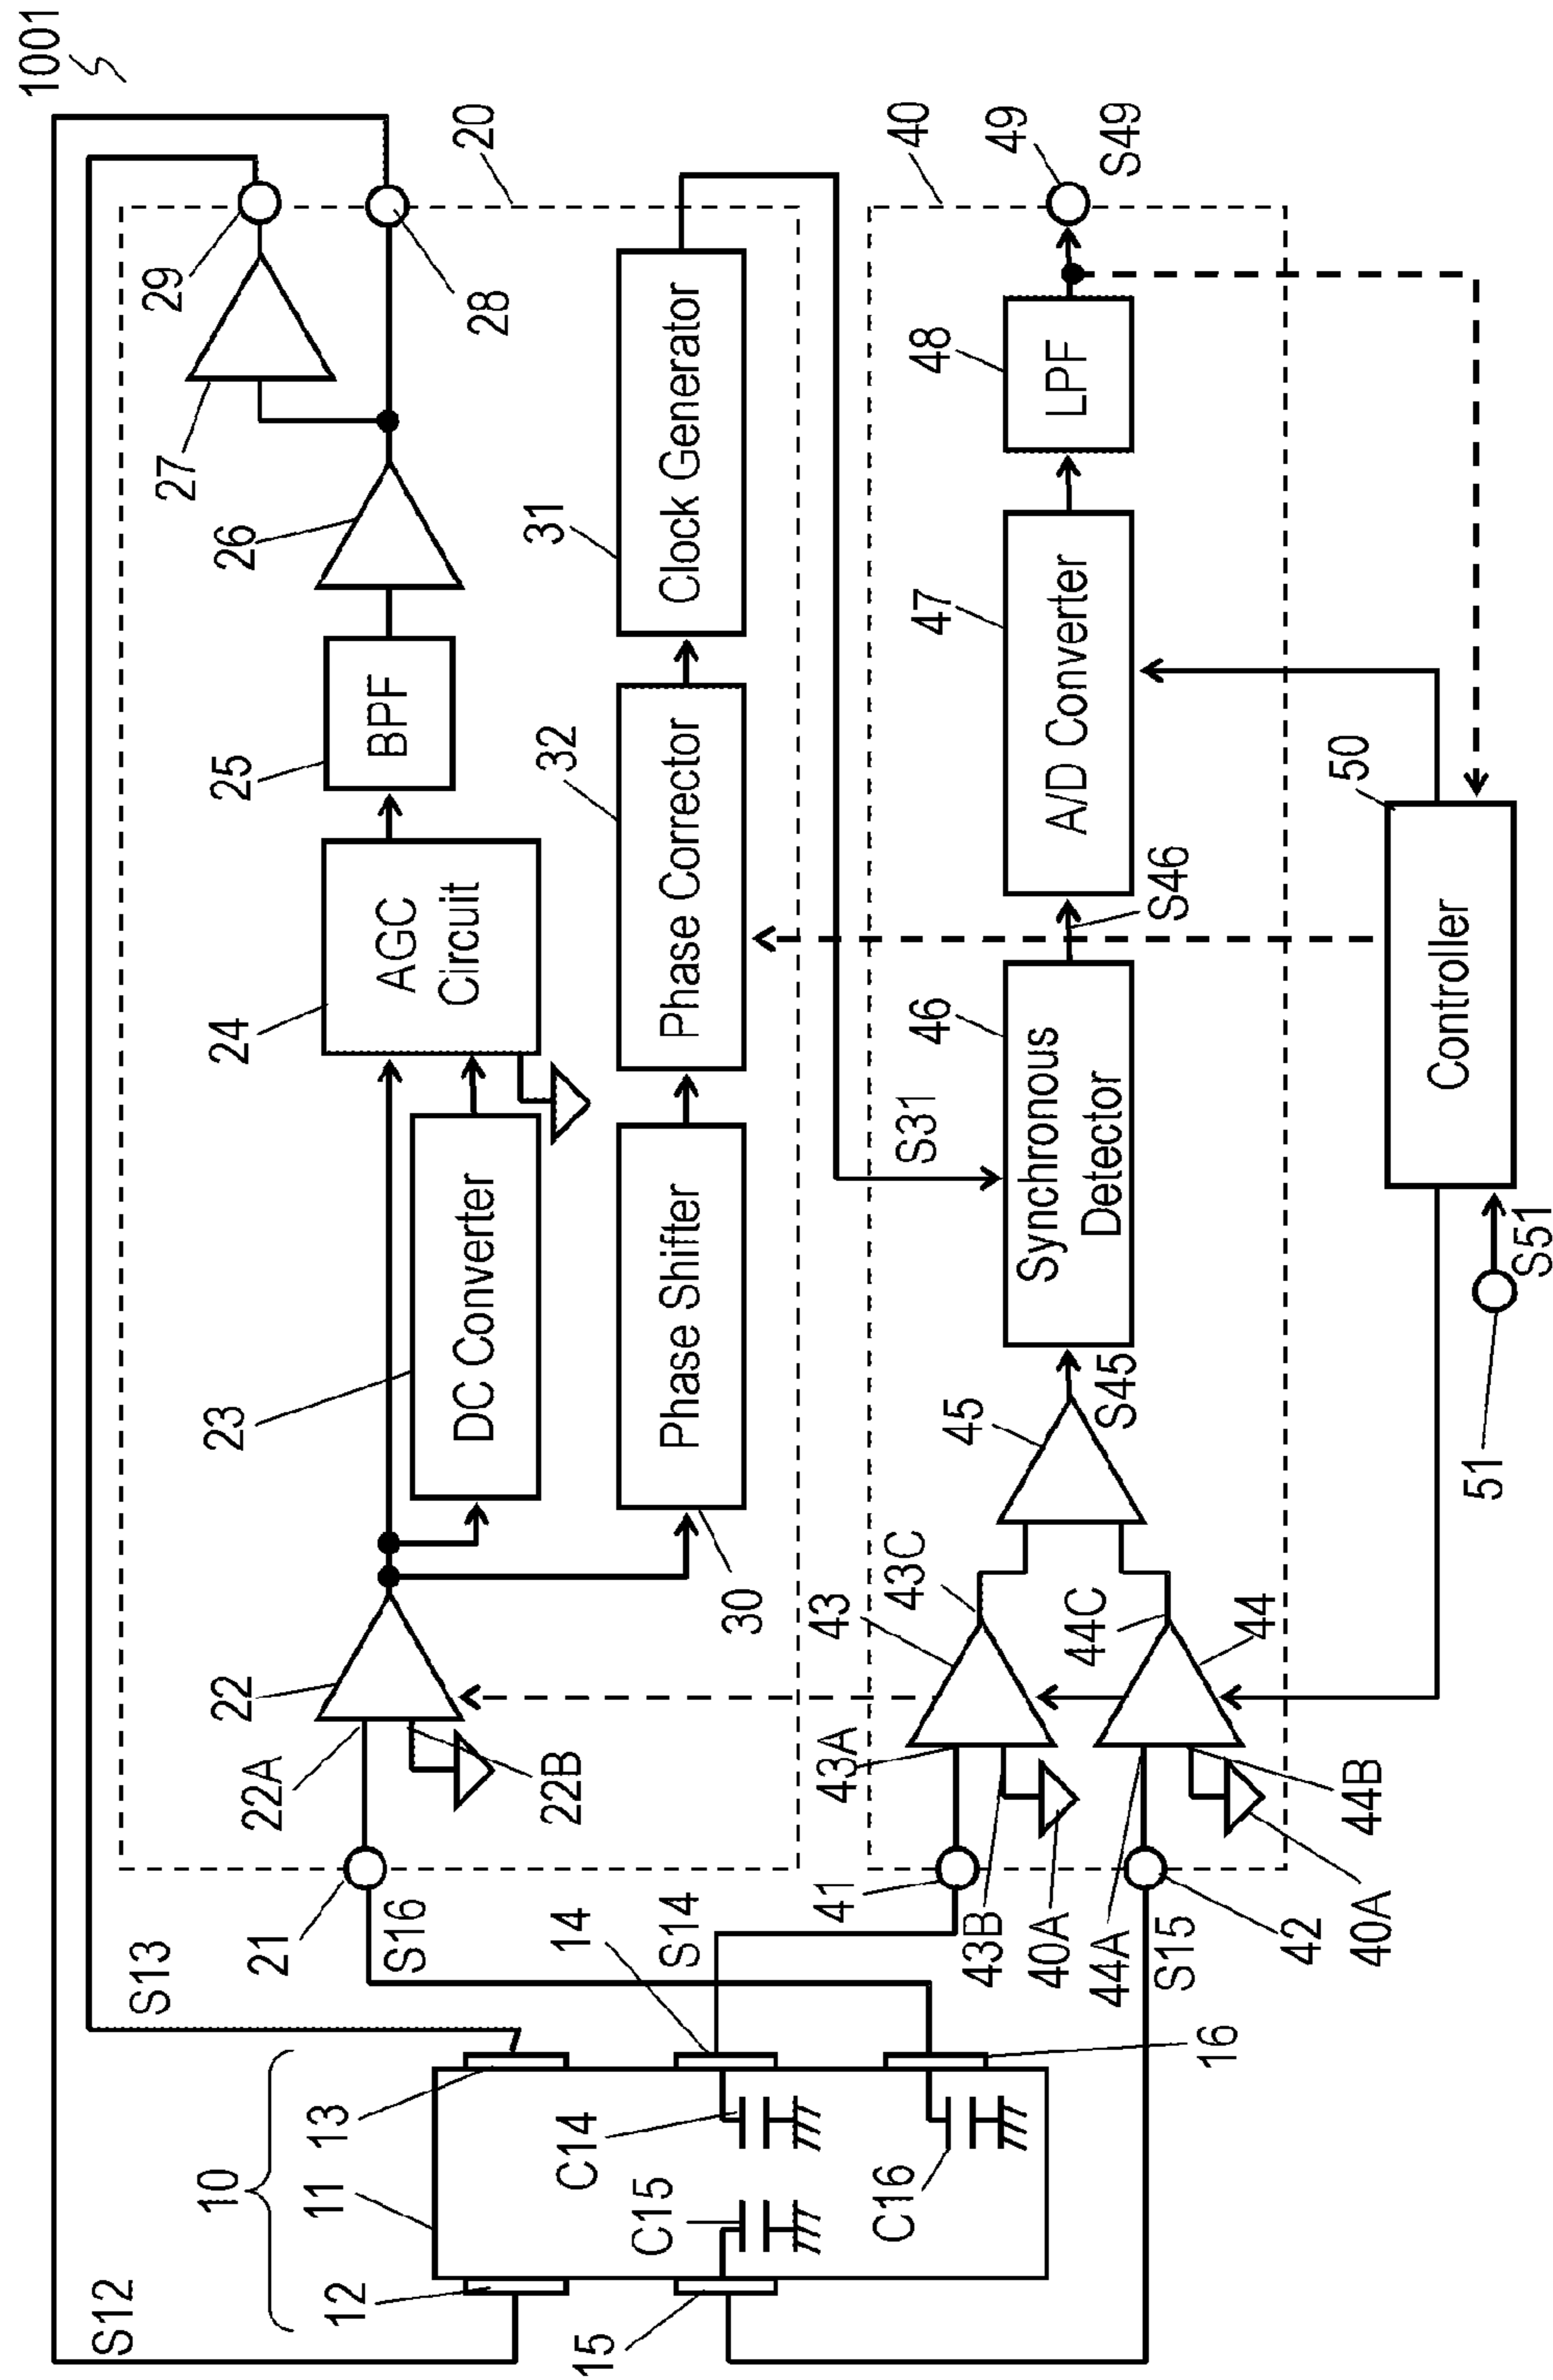 1001
S12
S13
10
11
12
13
14
15
16
C14
C15
C16
S14
S15
S16
20
21
22
22A
22B
23
DC Converter
24
AGC
Circuit
25
BPF
26
27
28
29
30
Phase Shifter
32
Phase Corrector
31
Clock Generator
S31
40
41
42
43
43A
43B
43C
40A
44
44A
44B
44C
40A
45
S45
46
Synchronous
Detector
S46
47
A/D Converter
48
LPF
49
S49
50
Controller
51
S51